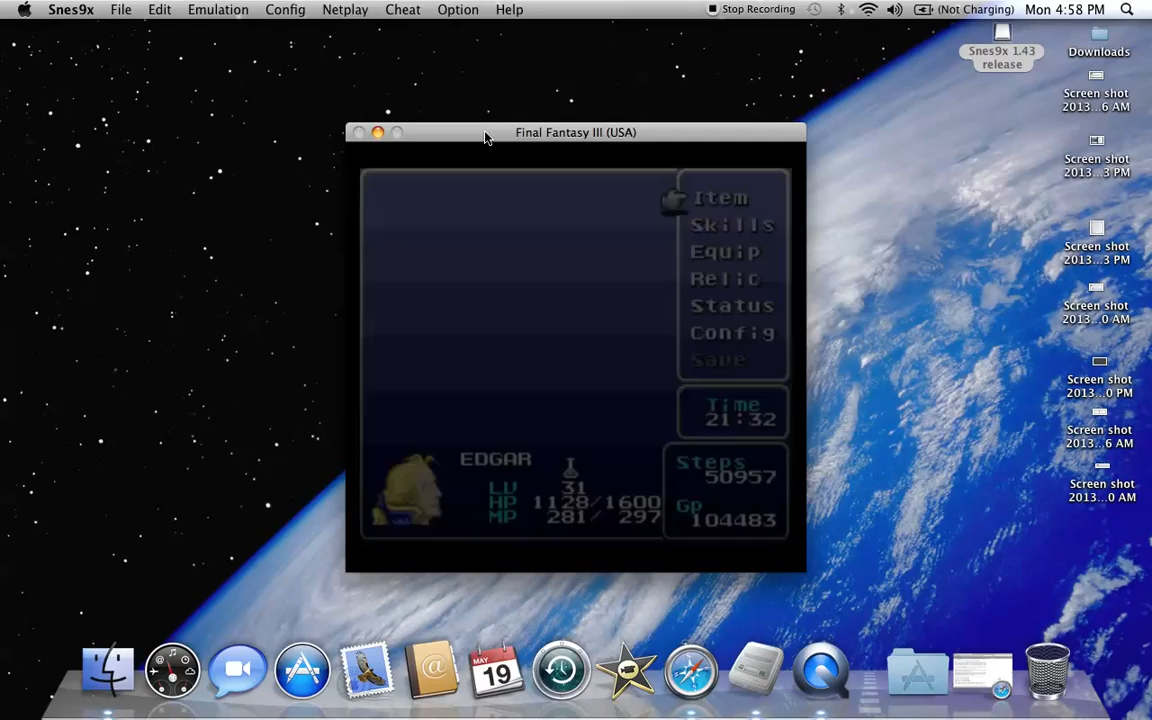 Snes9x File Edit Emulation Config Netplay Cheat Option Help Stop Recording (Not Charging) Mon 4:58 PM
Snes9x 1.43
release
Downloads
Screen shot
2013...6 AM
Screen shot
2013...3 PM
Screen shot
2013...3 PM
Screen shot
2013...0 AM
Screen shot
2013...0 PM
Screen shot
2013...6 AM
Screen shot
2013...0 AM
Final Fantasy III (USA)
Item
Skills
Equip
Relic
Status
Config
Save
Time
21:32
Steps
50957
Gp
104483
EDGAR
LV 31
HP 1128/1600
MP 281/ 297
MAY
19